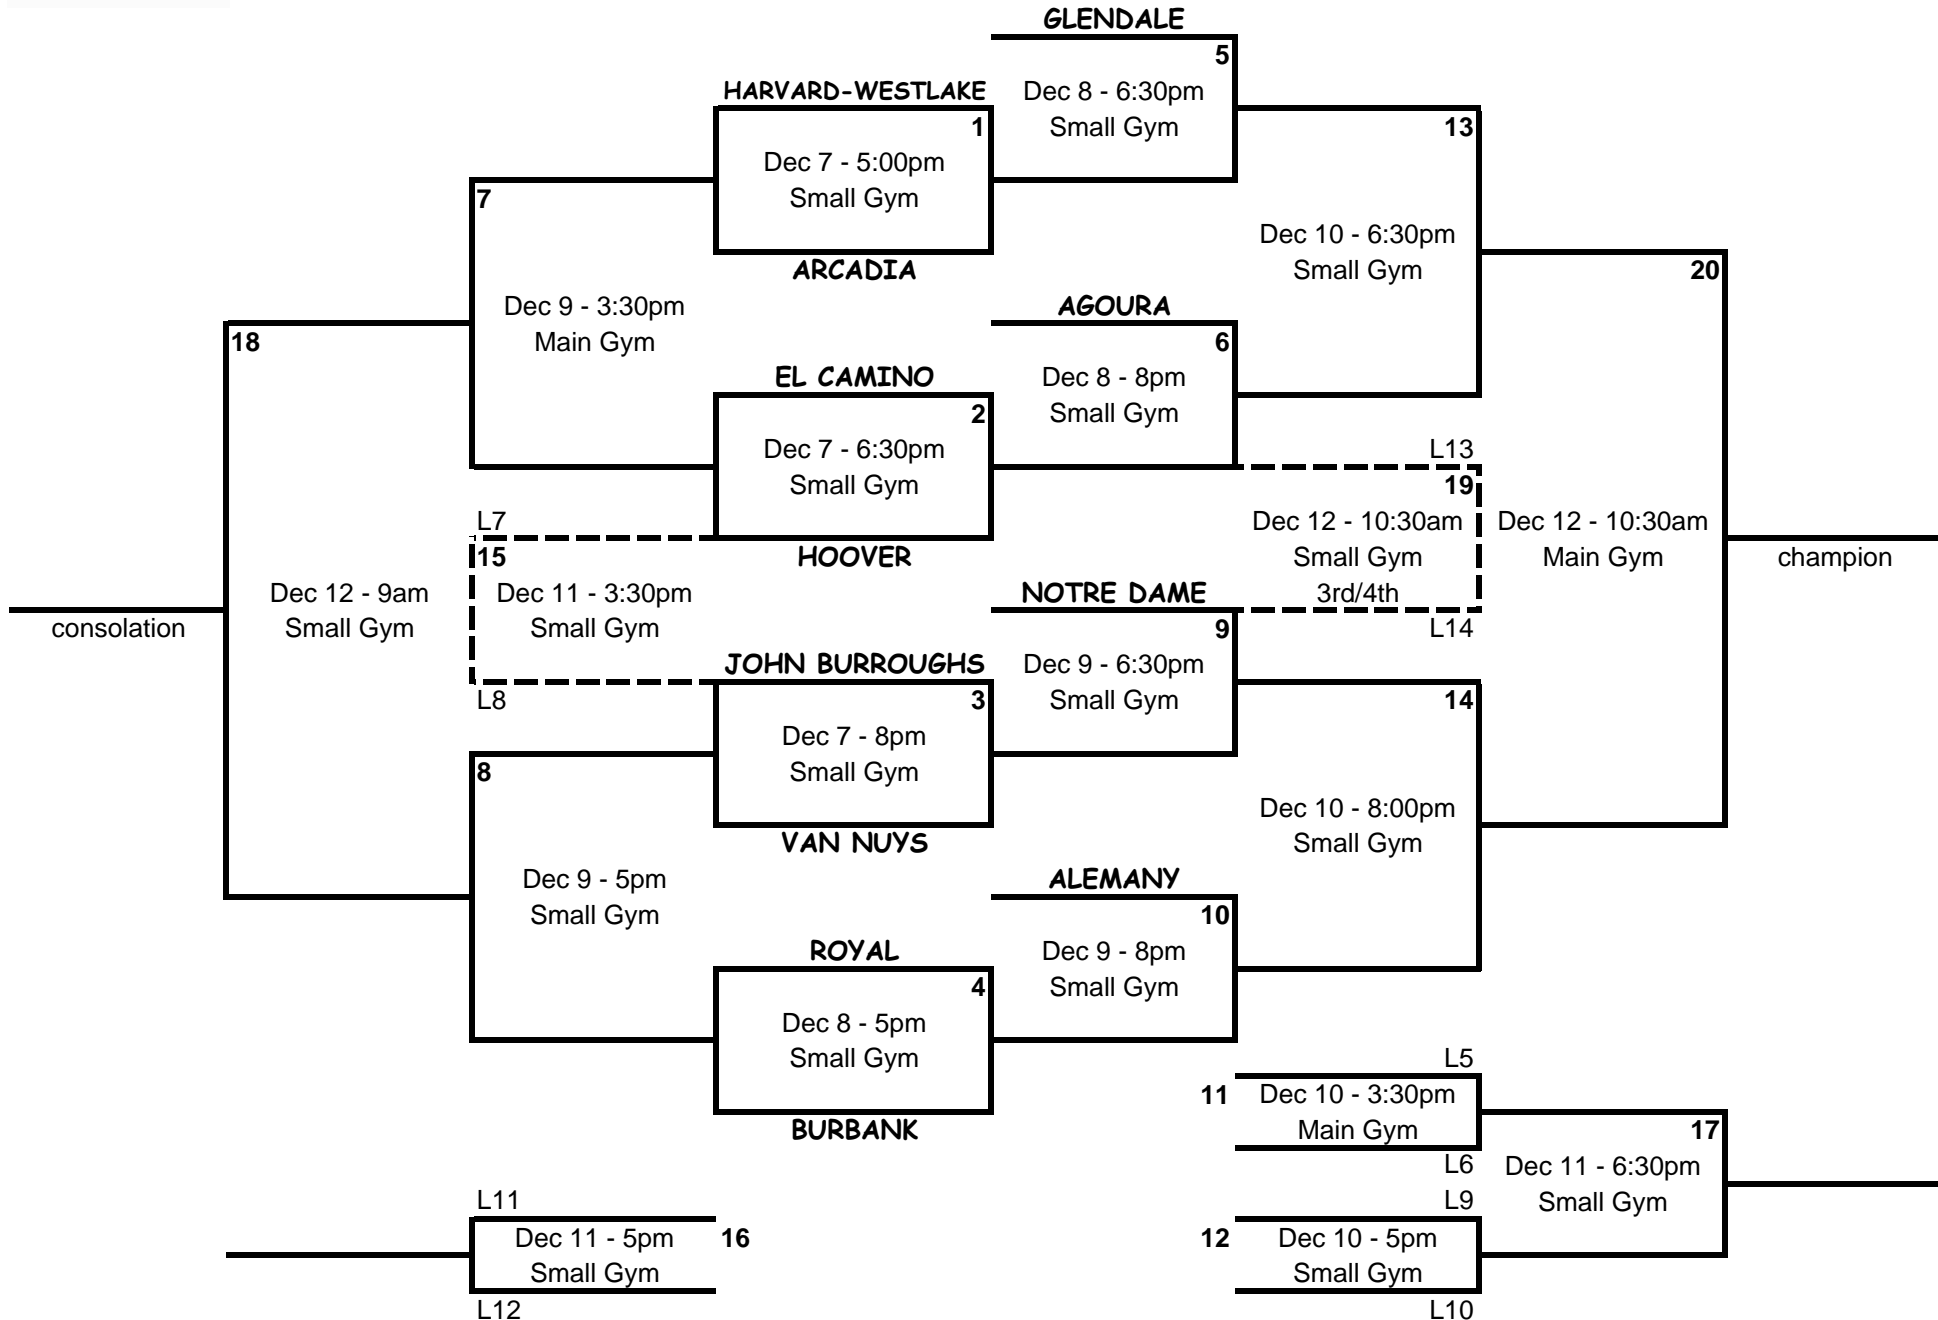 GLENDALE
5
Dec 8 - 6:30pm
Small Gym
HARVARD-WESTLAKE
1
Dec 7 - 5:00pm
Small Gym
ARCADIA
13
Dec 10 - 6:30pm
Small Gym
7
Dec 9 - 3:30pm
Main Gym
AGOURA
6
Dec 8 - 8pm
Small Gym
EL CAMINO
2
Dec 7 - 6:30pm
Small Gym
HOOVER
20
Dec 12 - 10:30am
Main Gym
champion
18
Dec 12 - 9am
Small Gym
consolation
L7
15
Dec 11 - 3:30pm
Small Gym
L8
L13
19
Dec 12 - 10:30am
Small Gym
3rd/4th
L14
NOTRE DAME
9
Dec 9 - 6:30pm
Small Gym
JOHN BURROUGHS
3
Dec 7 - 8pm
Small Gym
VAN NUYS
14
Dec 10 - 8:00pm
Small Gym
8
Dec 9 - 5pm
Small Gym
ALEMANY
10
Dec 9 - 8pm
Small Gym
ROYAL
4
Dec 8 - 5pm
Small Gym
BURBANK
L5
11
Dec 10 - 3:30pm
Main Gym
L6
17
Dec 11 - 6:30pm
Small Gym
L9
12
Dec 10 - 5pm
Small Gym
L10
L11
16
Dec 11 - 5pm
Small Gym
L12